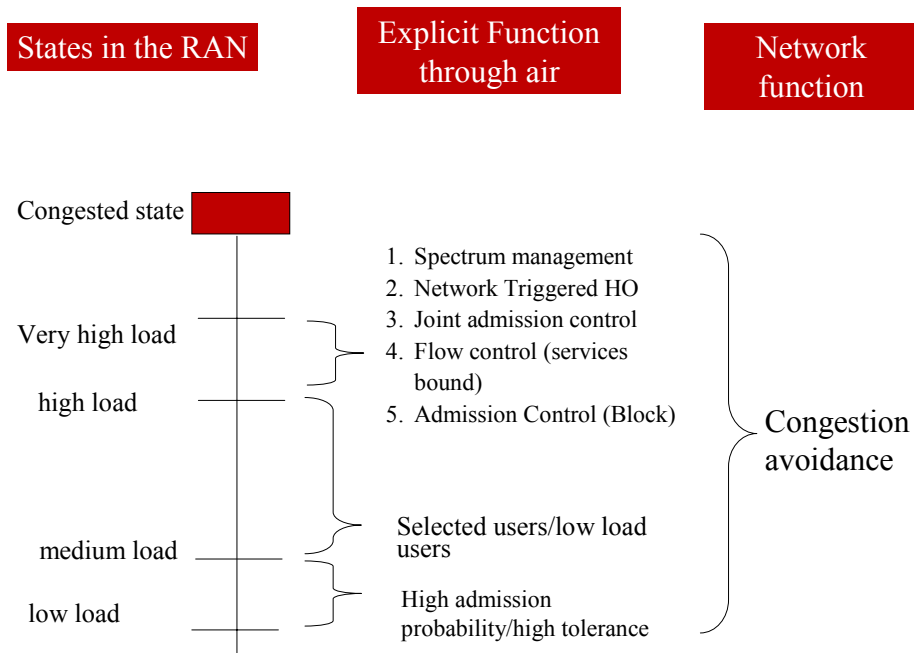 States in the RAN
Explicit Function
through air
Network
function
Congested state
Very high load
high load
medium load
low load
1. Spectrum management
2. Network Triggered HO
3. Joint admission control
4. Flow control (services
bound)
5. Admission Control (Block)
Selected users/low load
users
High admission
probability/high tolerance
Congestion
avoidance